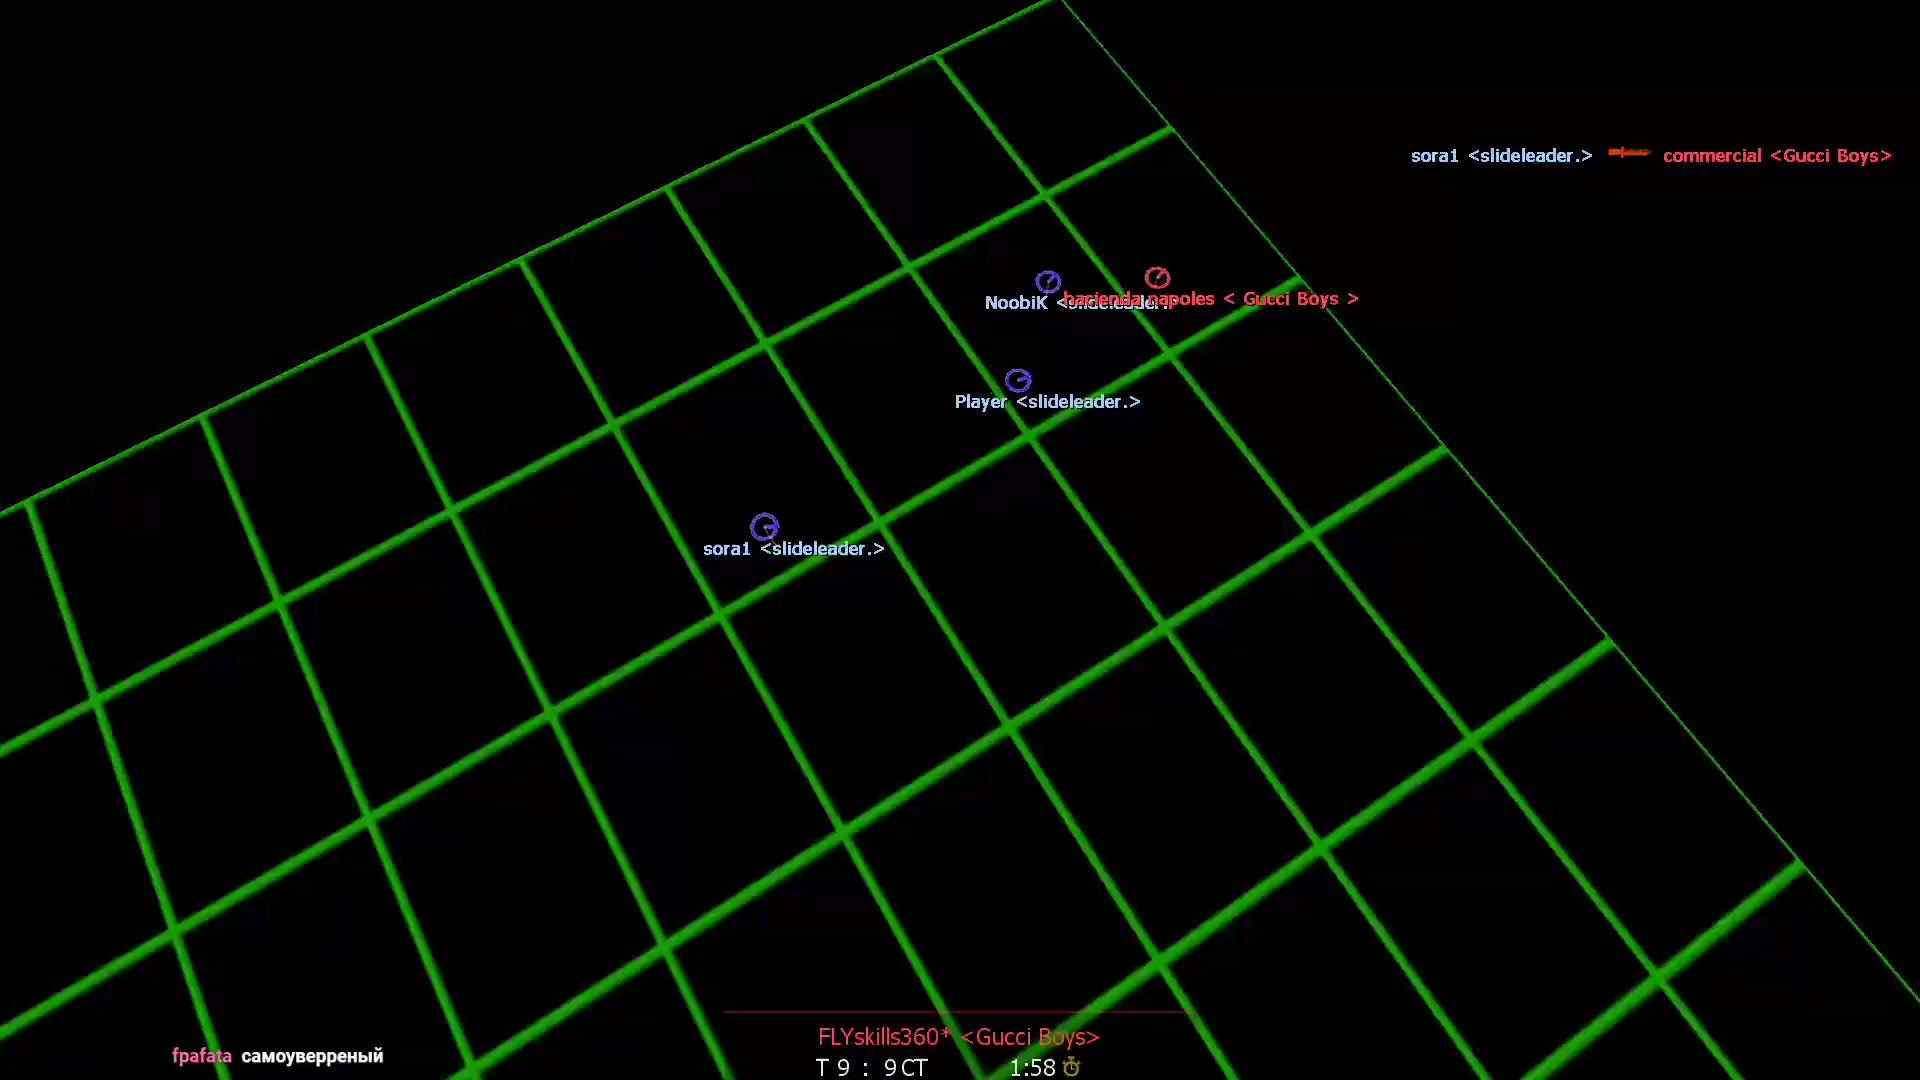 sora1 <slideleader.> commercial <Gucci Boys>
NoobiK <slideleader.>
hacienda napoles < Gucci Boys >
Player <slideleader.>
sora1 <slideleader.>
FLYskills360* <Gucci Boys>
fpafata самоуверреный
T 9 : 9 CT 1:58